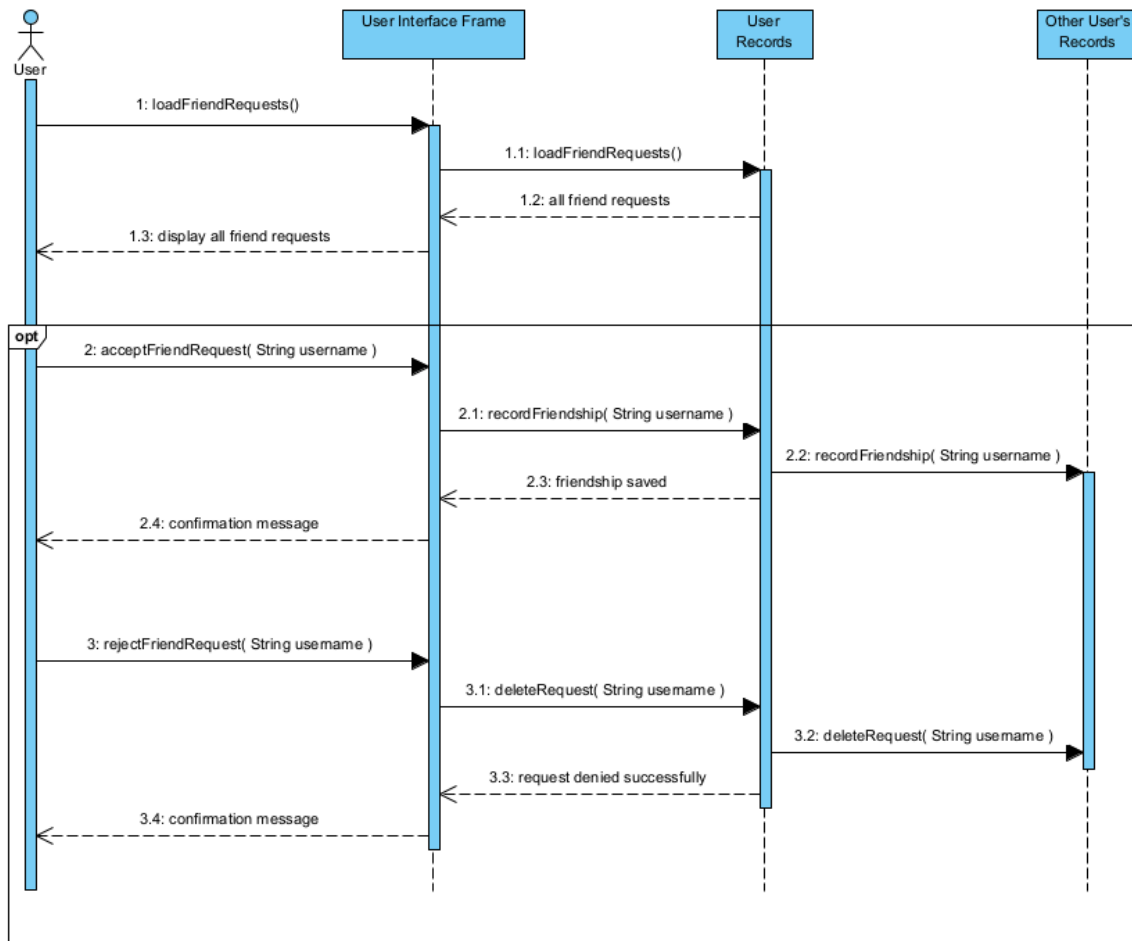 User Interface Frame
User
Records
Other User's
Records
User
1: loadFriendRequests()
1.1: loadFriendRequests()
1.2: all friend requests
1.3: display all friend requests
opt
2: acceptFriendRequest( String username )
2.1: recordFriendship( String username )
2.2: recordFriendship( String username )
2.3: friendship saved
2.4: confirmation message
3: rejectFriendRequest( String username )
3.1: deleteRequest( String username )
3.2: deleteRequest( String username )
3.3: request denied successfully
3.4: confirmation message